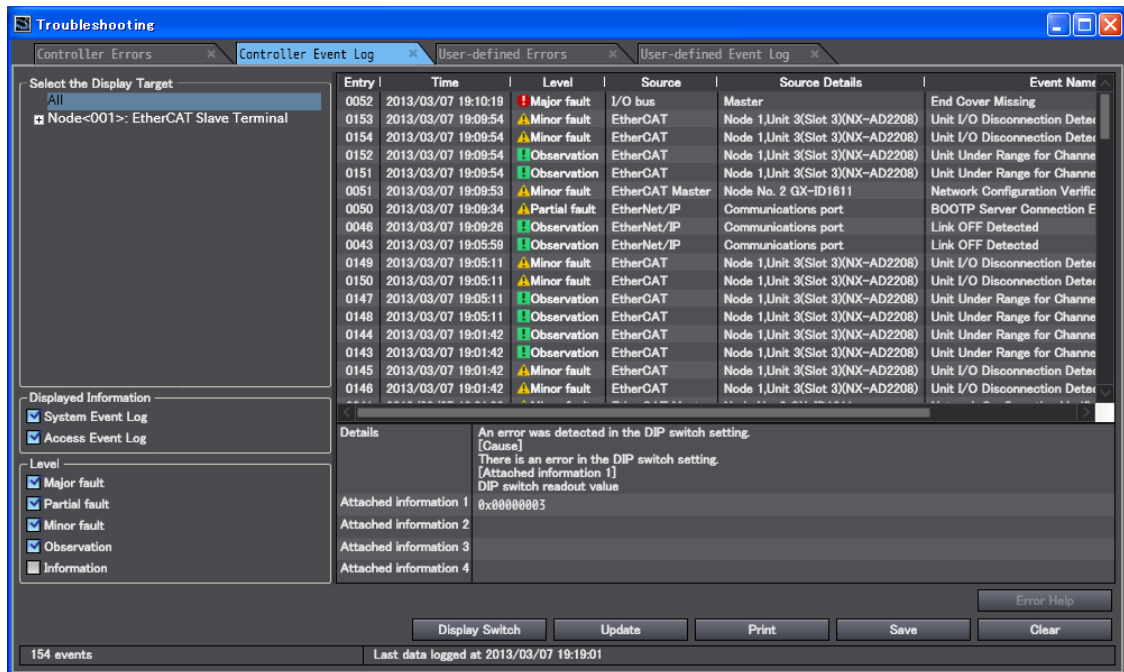 Troubleshooting
Controller Errors × Controller Event Log × User-defined Errors × User-defined Event Log ×
Select the Display Target
All
Node<001>: EtherCAT Slave Terminal
Displayed Information
System Event Log
Access Event Log
Level
Major fault
Partial fault
Minor fault
Observation
Information
Entry Time Level Source Source Details Event Name
0052 2013/03/07 19:10:19 Major fault I/O bus Master End Cover Missing
0153 2013/03/07 19:09:54 Minor fault EtherCAT Node 1,Unit 3(Slot 3)(NX-AD2208) Unit I/O Disconnection Detec
0154 2013/03/07 19:09:54 Minor fault EtherCAT Node 1,Unit 3(Slot 3)(NX-AD2208) Unit I/O Disconnection Detec
0152 2013/03/07 19:09:54 Observation EtherCAT Node 1,Unit 3(Slot 3)(NX-AD2208) Unit Under Range for Channe
0151 2013/03/07 19:09:54 Observation EtherCAT Node 1,Unit 3(Slot 3)(NX-AD2208) Unit Under Range for Channe
0051 2013/03/07 19:09:53 Minor fault EtherCAT Master Node No. 2 GX-ID1611 Network Configuration Verific
0050 2013/03/07 19:09:34 Partial fault EtherNet/IP Communications port BOOTP Server Connection E
0046 2013/03/07 19:09:26 Observation EtherNet/IP Communications port Link OFF Detected
0043 2013/03/07 19:05:59 Observation EtherNet/IP Communications port Link OFF Detected
0149 2013/03/07 19:05:11 Minor fault EtherCAT Node 1,Unit 3(Slot 3)(NX-AD2208) Unit I/O Disconnection Detec
0150 2013/03/07 19:05:11 Minor fault EtherCAT Node 1,Unit 3(Slot 3)(NX-AD2208) Unit I/O Disconnection Detec
0147 2013/03/07 19:05:11 Observation EtherCAT Node 1,Unit 3(Slot 3)(NX-AD2208) Unit Under Range for Channe
0148 2013/03/07 19:05:11 Observation EtherCAT Node 1,Unit 3(Slot 3)(NX-AD2208) Unit Under Range for Channe
0144 2013/03/07 19:01:42 Observation EtherCAT Node 1,Unit 3(Slot 3)(NX-AD2208) Unit Under Range for Channe
0143 2013/03/07 19:01:42 Observation EtherCAT Node 1,Unit 3(Slot 3)(NX-AD2208) Unit Under Range for Channe
0145 2013/03/07 19:01:42 Minor fault EtherCAT Node 1,Unit 3(Slot 3)(NX-AD2208) Unit I/O Disconnection Detec
0146 2013/03/07 19:01:42 Minor fault EtherCAT Node 1,Unit 3(Slot 3)(NX-AD2208) Unit I/O Disconnection Detec
Details An error was detected in the DIP switch setting.
[Cause]
There is an error in the DIP switch setting.
[Attached information 1]
DIP switch readout value
Attached information 1 0x00000003
Attached information 2
Attached information 3
Attached information 4
Error Help
Display Switch Update Print Save Clear
154 events Last data logged at 2013/03/07 19:19:01